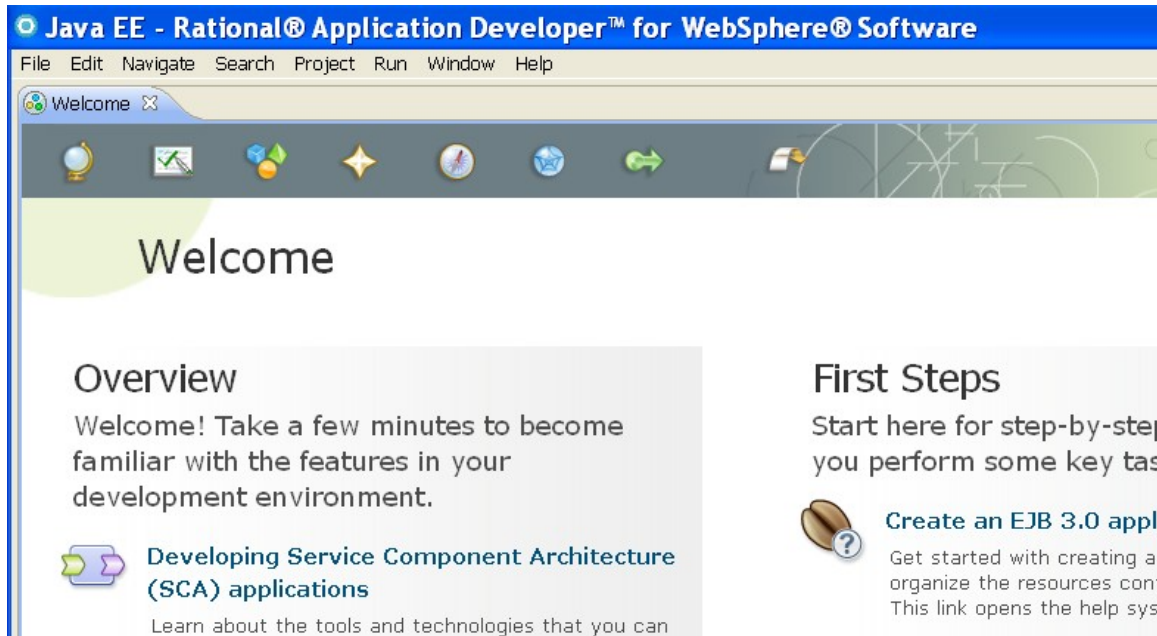 Java EE - Rational® Application Developer™ for WebSphere® Software
File Edit Navigate Search Project Run Window Help
Welcome
Welcome
Overview
Welcome! Take a few minutes to become
familiar with the features in your
development environment.
Developing Service Component Architecture
(SCA) applications
Learn about the tools and technologies that you can
First Steps
Start here for step-by-step
you perform some key
Create an EJB 3.0
Get started with creating a
organize the resources
This link opens the help